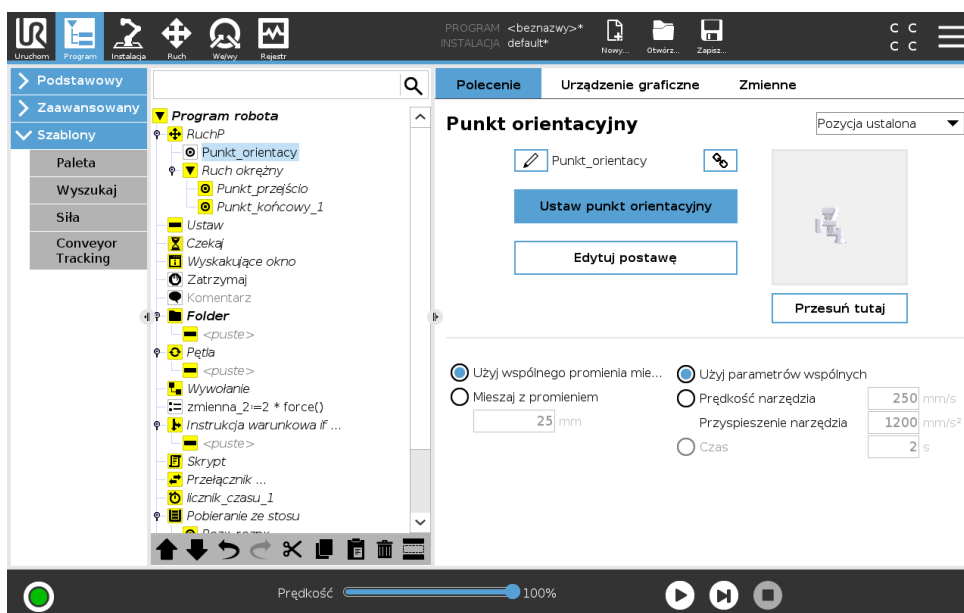 UR
PROGRAM <beznazwy>*
INSTALACJA default*
Uruchom Program Instalacja Ruch We/wy Rejestr
Nowy... Otwórz... Zapisz...
C C
C C
Podstawowy
Zaawansowany
Szablony
Paleta
Wyszukaj
Siła
Conveyor
Tracking
Program robota
RuchP
Punkt_orientacy
Ruch okrężny
Punkt_przejścio
Punkt_końcowy_1
Ustaw
Czekaj
Wyskakujące okno
Zatrzymaj
Komentarz
Folder
<puste>
Pętla
<puste>
Wywołanie
zmienna_2≔2 * force()
Instrukcja warunkowa if ...
<puste>
Skrypt
Przełącznik ...
licznik_czasu_1
Pobieranie ze stosu
Polecenie Urządzenie graficzne Zmienne
Punkt orientacyjny
Pozycja ustalona
Punkt_orientacy
Ustaw punkt orientacyjny
Edytuj postawę
Przesuń tutaj
Użyj wspólnego promienia mie...
Mieszaj z promieniem
25 mm
Użyj parametrów wspólnych
Prędkość narzędzia 250 mm/s
Przyspieszenie narzędzia 1200 mm/s²
Czas 2 s
Prędkość 100%